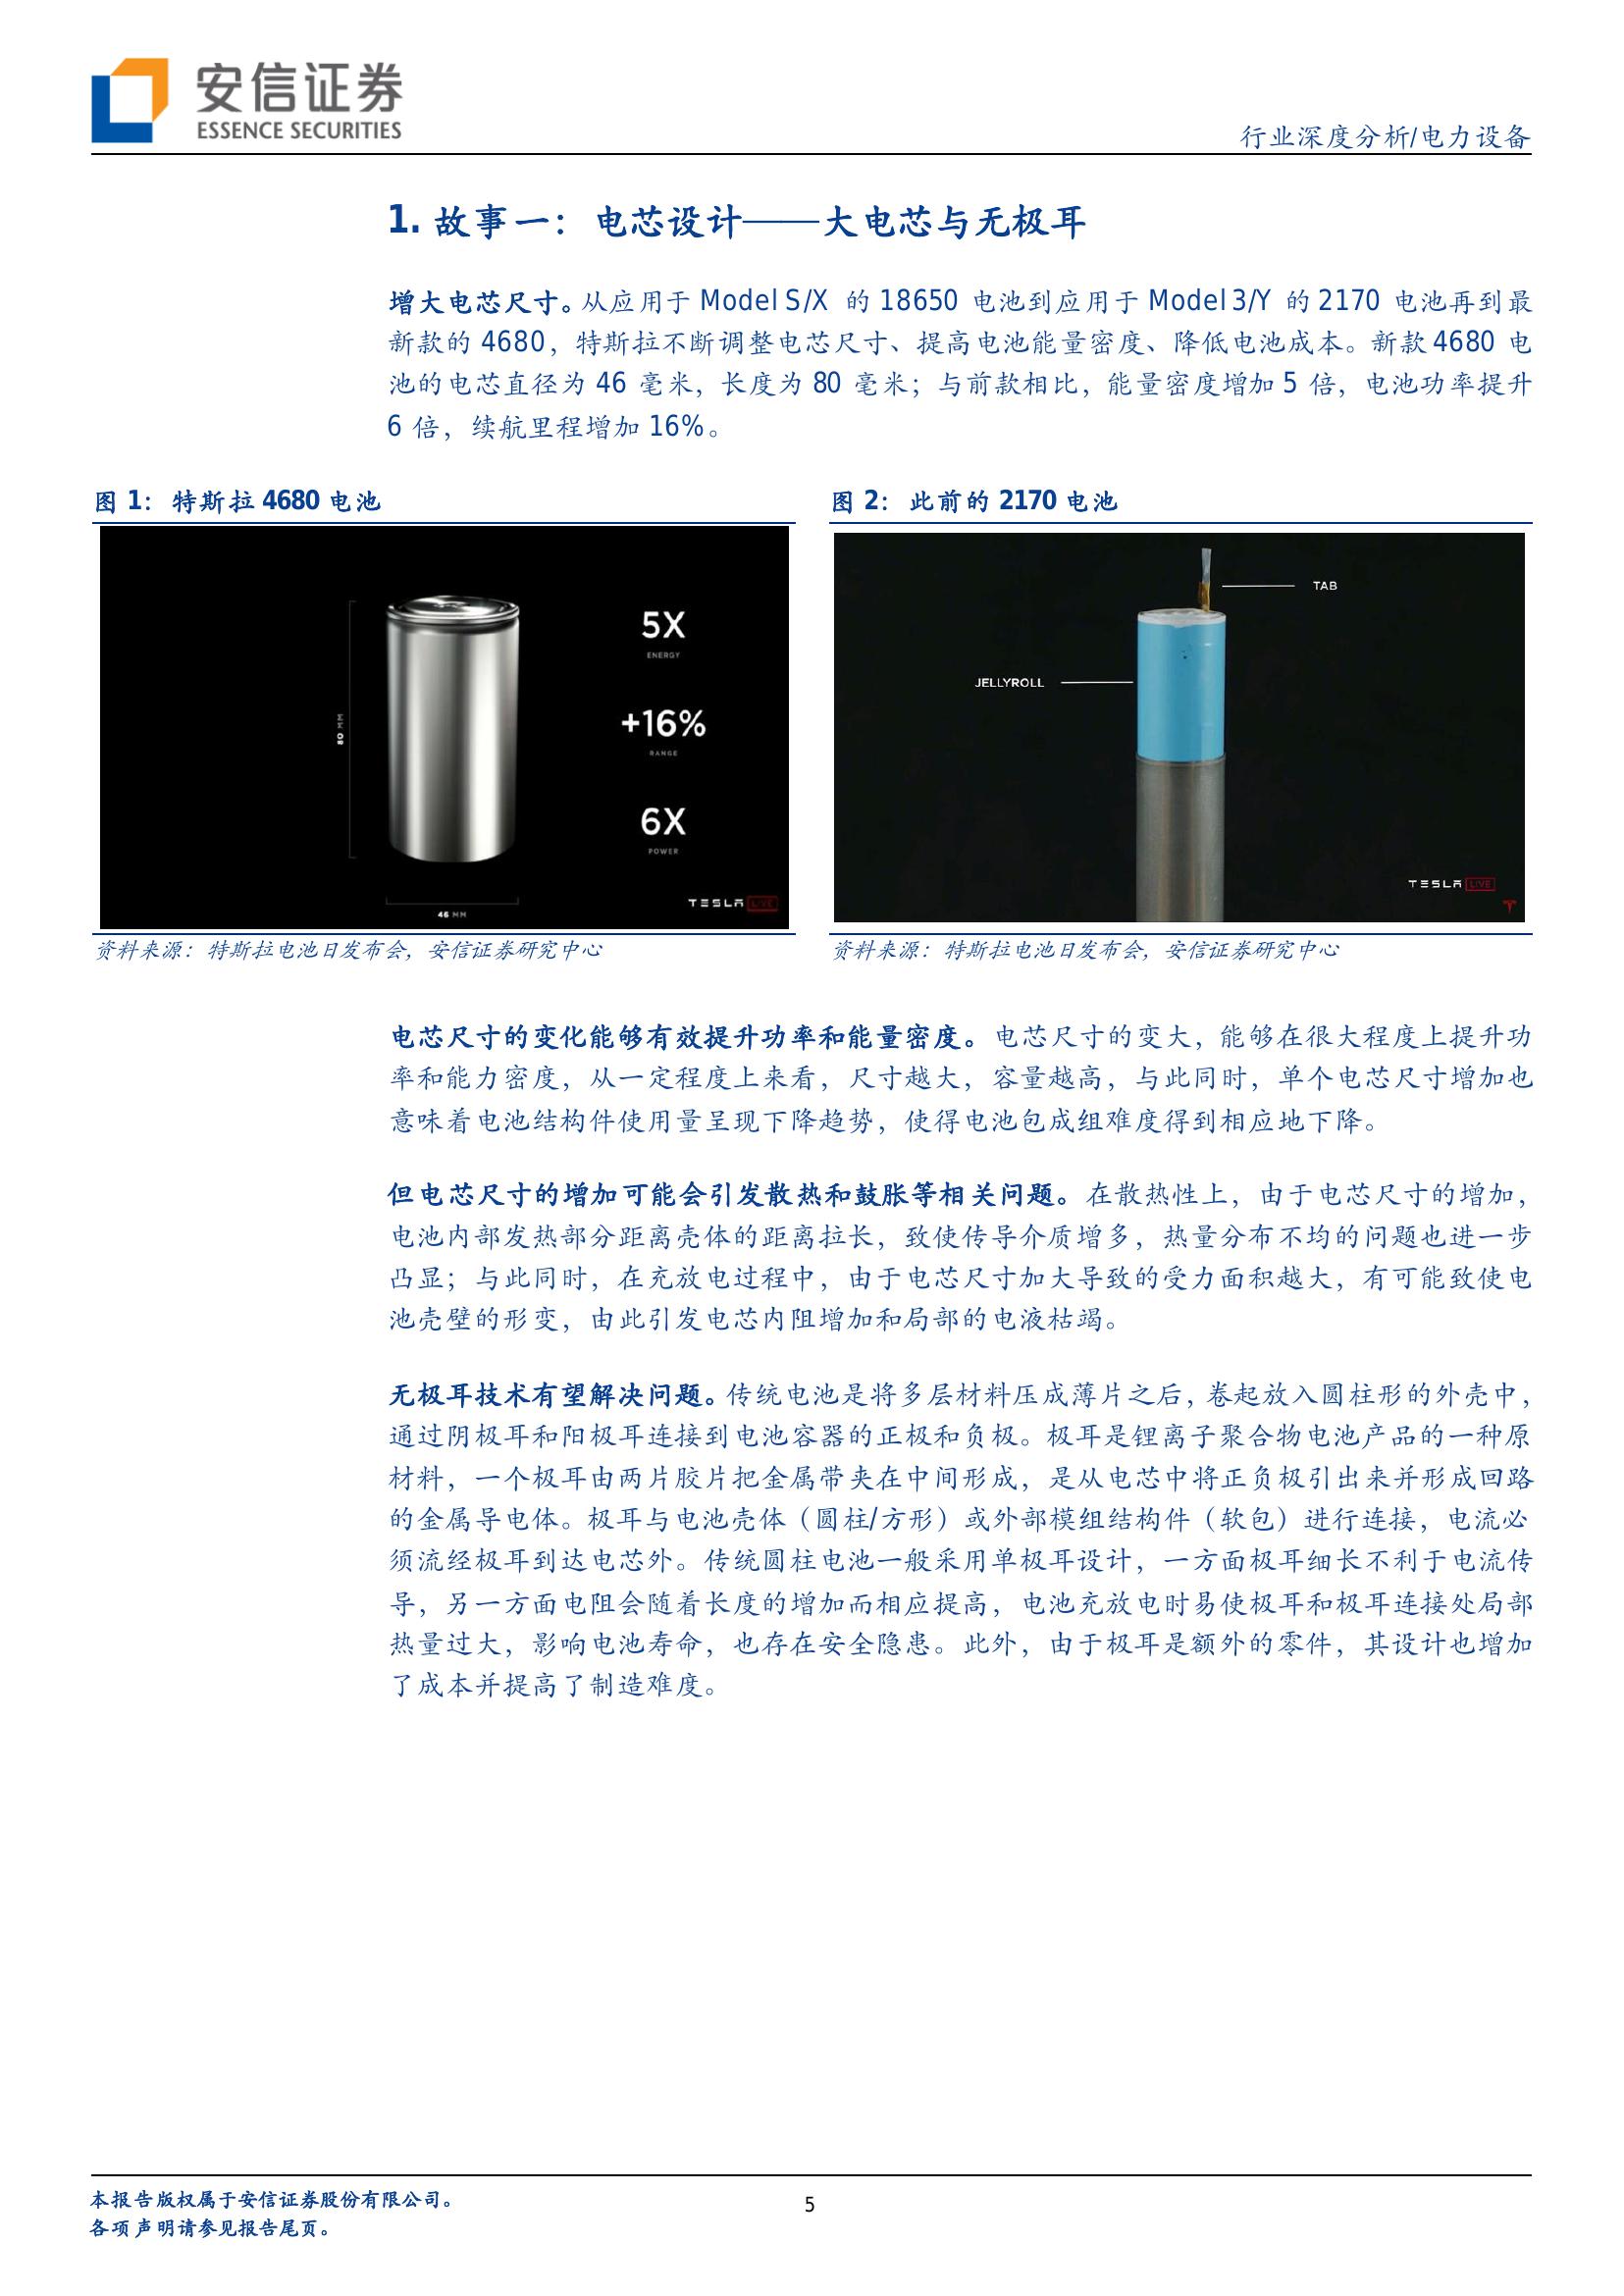 安信证券
ESSENCE SECURITIES
行业深度分析/电力设备
1. 故事一：电芯设计——大电芯与无极耳
增大电芯尺寸。从应用于 Model S/X 的 18650 电池到应用于 Model 3/Y 的 2170 电池再到最
新款的 4680，特斯拉不断调整电芯尺寸、提高电池能量密度、降低电池成本。新款 4680 电
池的电芯直径为 46 毫米，长度为 80 毫米；与前款相比，能量密度增加 5 倍，电池功率提升
6 倍，续航里程增加 16%。
图 1：特斯拉 4680 电池
80 MM
46 MM
5X
ENERGY
+16%
RANGE
6X
POWER
TESLA LIVE
资料来源：特斯拉电池日发布会，安信证券研究中心
图 2：此前的 2170 电池
TAB
JELLYROLL
TESLA LIVE
资料来源：特斯拉电池日发布会，安信证券研究中心
电芯尺寸的变化能够有效提升功率和能量密度。电芯尺寸的变大，能够在很大程度上提升功
率和能力密度，从一定程度上来看，尺寸越大，容量越高，与此同时，单个电芯尺寸增加也
意味着电池结构件使用量呈现下降趋势，使得电池包成组难度得到相应地下降。
但电芯尺寸的增加可能会引发散热和鼓胀等相关问题。在散热性上，由于电芯尺寸的增加，
电池内部发热部分距离壳体的距离拉长，致使传导介质增多，热量分布不均的问题也进一步
凸显；与此同时，在充放电过程中，由于电芯尺寸加大导致的受力面积越大，有可能致使电
池壳壁的形变，由此引发电芯内阻增加和局部的电液枯竭。
无极耳技术有望解决问题。传统电池是将多层材料压成薄片之后，卷起放入圆柱形的外壳中，
通过阴极耳和阳极耳连接到电池容器的正极和负极。极耳是锂离子聚合物电池产品的一种原
材料，一个极耳由两片胶片把金属带夹在中间形成，是从电芯中将正负极引出来并形成回路
的金属导电体。极耳与电池壳体（圆柱/方形）或外部模组结构件（软包）进行连接，电流必
须流经极耳到达电芯外。传统圆柱电池一般采用单极耳设计，一方面极耳细长不利于电流传
导，另一方面电阻会随着长度的增加而相应提高，电池充放电时易使极耳和极耳连接处局部
热量过大，影响电池寿命，也存在安全隐患。此外，由于极耳是额外的零件，其设计也增加
了成本并提高了制造难度。
本报告版权属于安信证券股份有限公司。
各项声明请参见报告尾页。
5